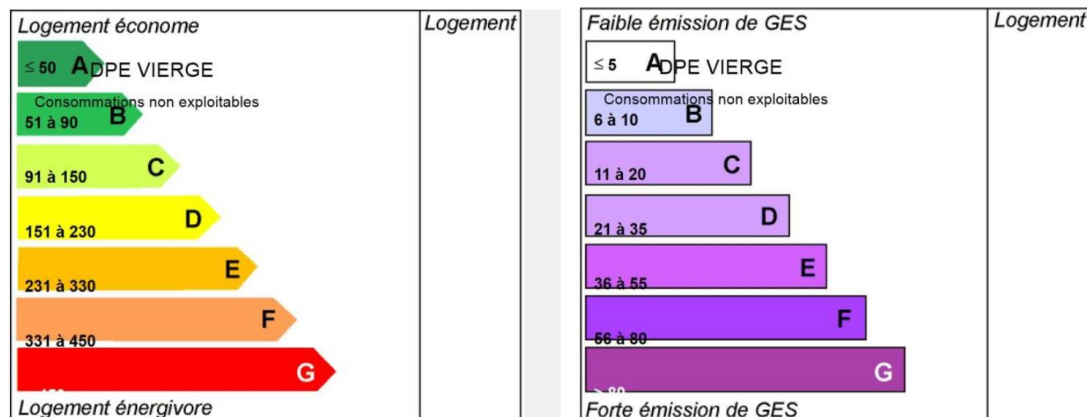 Logement économe
Logement
≤ 50 A
DPE VIERGE
Consommations non exploitables
51 à 90 B
91 à 150 C
151 à 230 D
231 à 330 E
331 à 450 F
G
Logement énergivore
Faible émission de GES
Logement
≤ 5 A
DPE VIERGE
Consommations non exploitables
6 à 10 B
11 à 20 C
21 à 35 D
36 à 55 E
56 à 80 F
> 80 G
Forte émission de GES